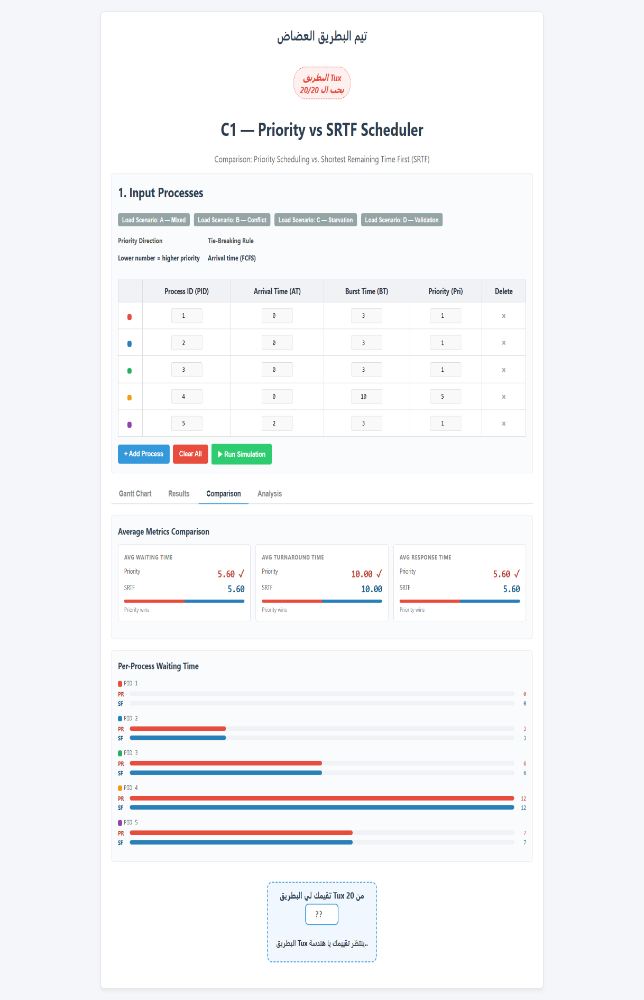 تيم البطريق العضاض
البطريق Tux
يحب ال 20/20
C1 — Priority vs SRTF Scheduler
Comparison: Priority Scheduling vs. Shortest Remaining Time First (SRTF)
1. Input Processes
Load Scenario: A — Mixed Load Scenario: B — Conflict Load Scenario: C — Starvation Load Scenario: D — Validation
Priority Direction Tie-Breaking Rule
Lower number = higher priority Arrival time (FCFS)
Process ID (PID) Arrival Time (AT) Burst Time (BT) Priority (Pri) Delete
1 0 3 1 ×
2 0 3 1 ×
3 0 3 1 ×
4 0 10 5 ×
5 2 3 1 ×
+ Add Process Clear All ▶ Run Simulation
Gantt Chart Results Comparison Analysis
Average Metrics Comparison
AVG WAITING TIME
Priority 5.60 ✓
SRTF 5.60
Priority wins
AVG TURNAROUND TIME
Priority 10.00 ✓
SRTF 10.00
Priority wins
AVG RESPONSE TIME
Priority 5.60 ✓
SRTF 5.60
Priority wins
Per-Process Waiting Time
PID 1
PR 0
SF 0
PID 2
PR 3
SF 3
PID 3
PR 6
SF 6
PID 4
PR 12
SF 12
PID 5
PR 7
SF 7
تقيمك لي البطريق Tux من 20
??
البطريق Tux ينتظر تقييمك يا هندسة..